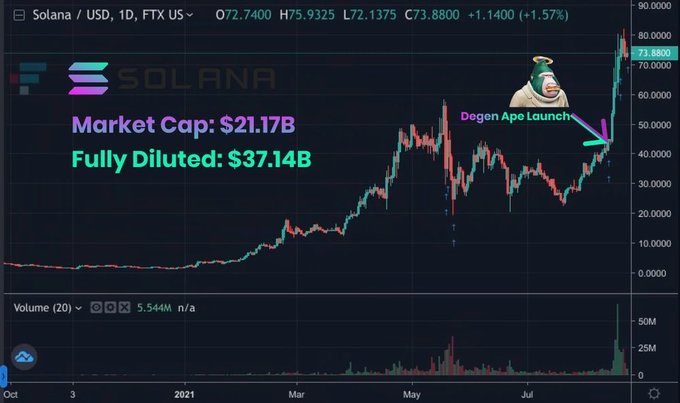 Solana / USD, 1D, FTX US
O72.7400 H75.9325 L72.1375 C73.8800 +1.1400 (+1.57%)
90.0000
80.0000
73.8800
70.0000
60.0000
50.0000
40.0000
30.0000
20.0000
10.0000
0.0000
SOLANA
Market Cap: $21.17B
Fully Diluted: $37.14B
Degen Ape Launch
Volume (20) 5.544M n/a
50M
25M
0
Oct 3 2021 Mar May Jul